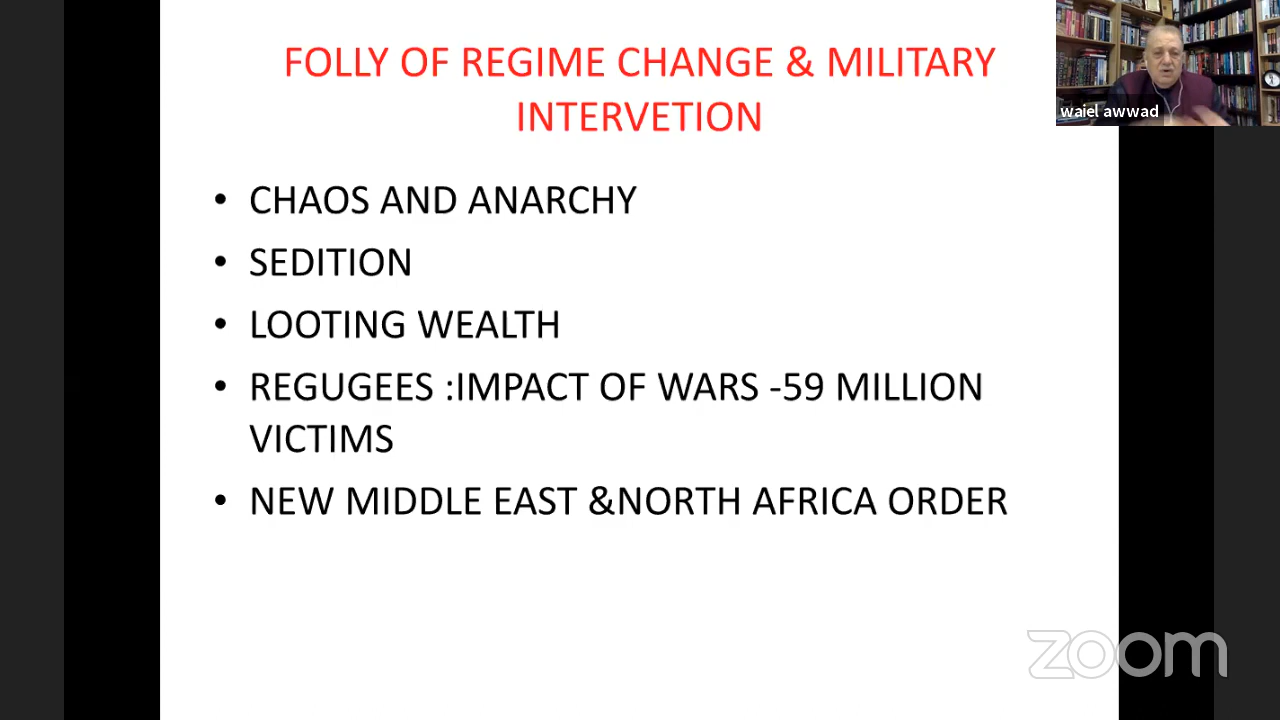 FOLLY OF REGIME CHANGE & MILITARY
INTERVETION
waiel awwad
• CHAOS AND ANARCHY
• SEDITION
• LOOTING WEALTH
• REGUGEES :IMPACT OF WARS -59 MILLION
VICTIMS
• NEW MIDDLE EAST &NORTH AFRICA ORDER
zoom